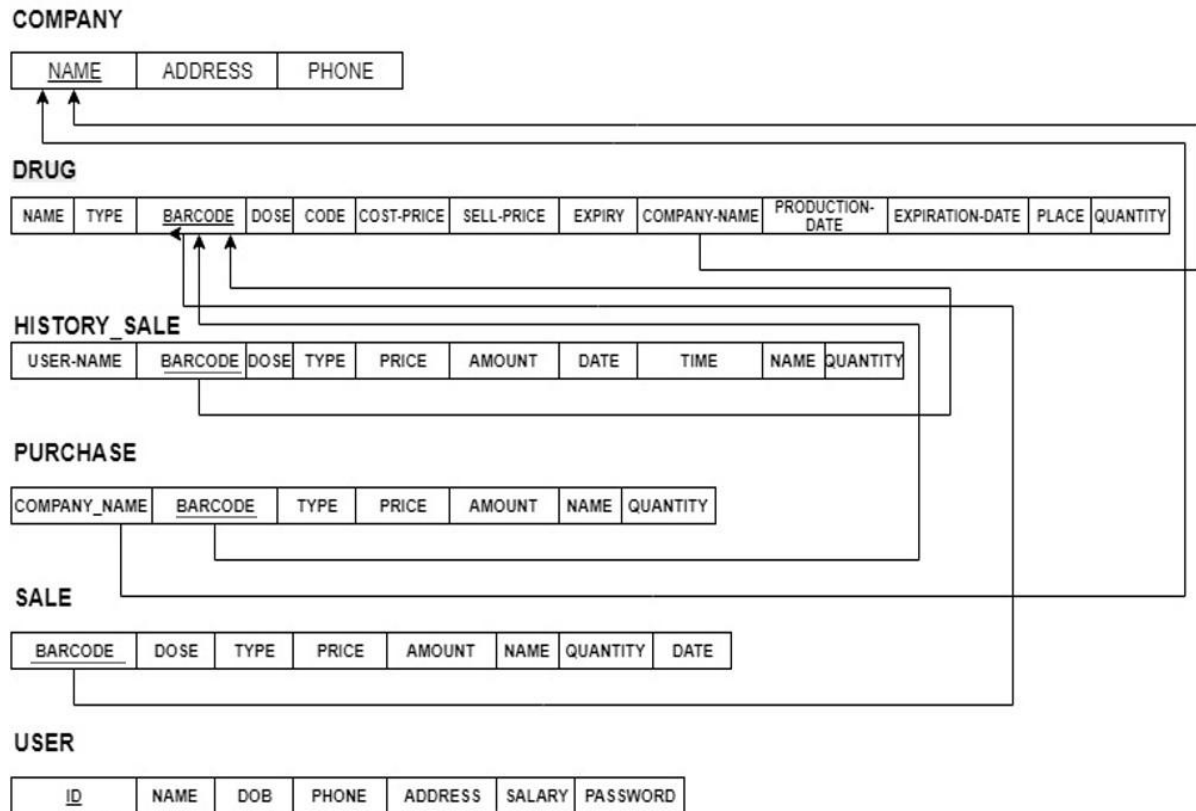 COMPANY
NAME ADDRESS PHONE
DRUG
NAME TYPE BARCODE DOSE CODE COST-PRICE SELL-PRICE EXPIRY COMPANY-NAME PRODUCTION-DATE EXPIRATION-DATE PLACE QUANTITY
HISTORY_SALE
USER-NAME BARCODE DOSE TYPE PRICE AMOUNT DATE TIME NAME QUANTITY
PURCHASE
COMPANY_NAME BARCODE TYPE PRICE AMOUNT NAME QUANTITY
SALE
BARCODE DOSE TYPE PRICE AMOUNT NAME QUANTITY DATE
USER
ID NAME DOB PHONE ADDRESS SALARY PASSWORD